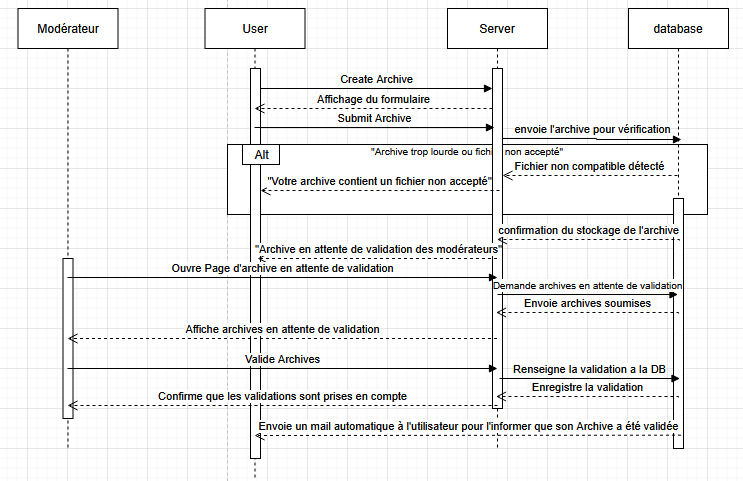 Modérateur
User
Server
database
Create Archive
Affichage du formulaire
Submit Archive
envoie l'archive pour vérification
Alt
"Archive trop lourde ou fichi non accepté"
Fichier non compatible détecté
"Votre archive contient un fichier non accepté"
confirmation du stockage de l'archive
"Archive en attente de validation des modérateurs"
Ouvre Page d'archive en attente de validation
Demande archives en attente de validation
Envoie archives soumises
Affiche archives en attente de validation
Valide Archives
Renseigne la validation a la DB
Enregistre la validation
Confirme que les validations sont prises en compte
Envoie un mail automatique à l'utilisateur pour l'informer que son Archive a été validée